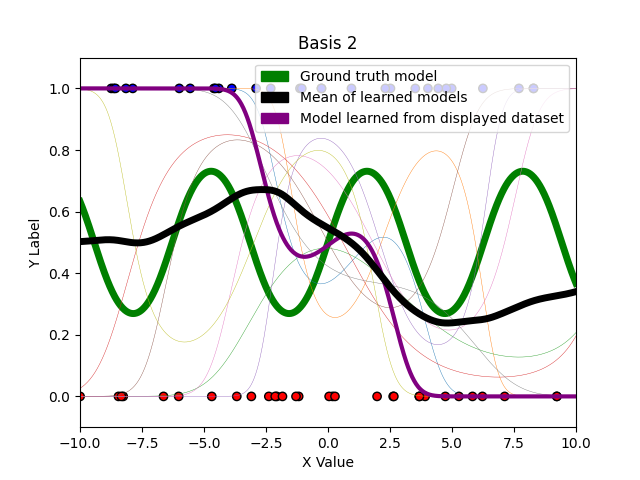 Basis 2
Ground truth model
Mean of learned models
Model learned from displayed dataset
Y Label
1.0
0.8
0.6
0.4
0.2
0.0
−10.0 −7.5 −5.0 −2.5 0.0 2.5 5.0 7.5 10.0
X Value